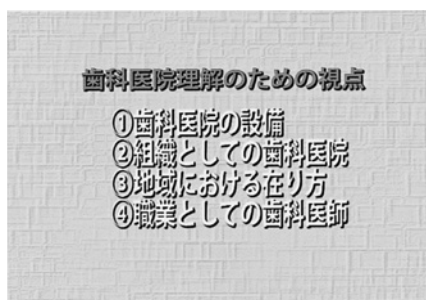 歯科医院理解のための視点
①歯科医院の設備
②組織としての歯科医院
③地域における在り方
④職業としての歯科医師